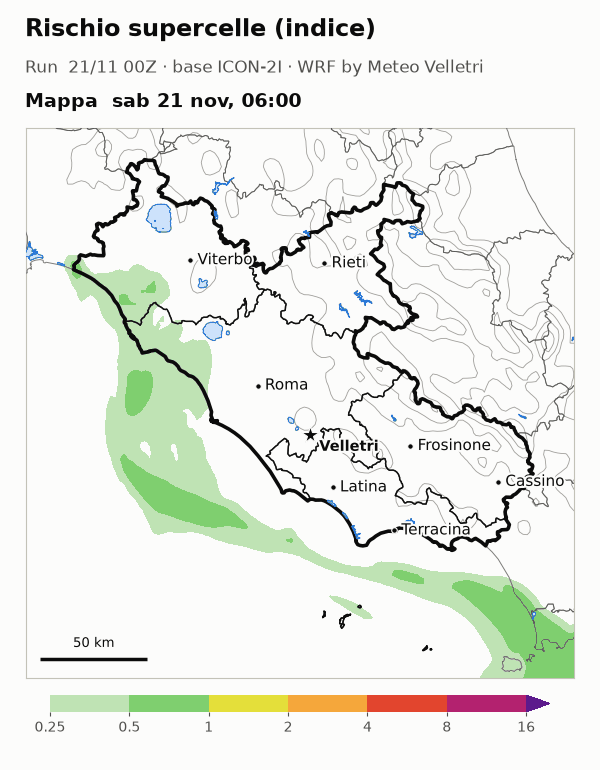 Rischio supercelle (indice)
Run  21/11 00Z · base ICON-2I · WRF by Meteo Velletri
Mappa  sab 21 nov, 06:00
Viterbo
Rieti
Roma
Velletri
Frosinone
Cassino
Latina
Terracina
50 km
0.25 0.5 1 2 4 8 16